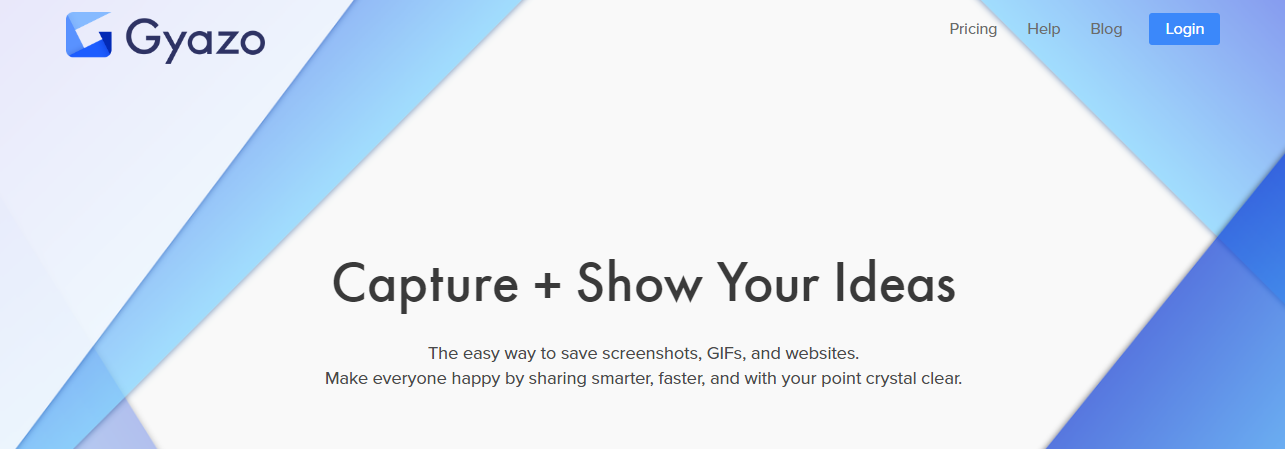 Gyazo
Pricing Help Blog Login
Capture + Show Your Ideas
The easy way to save screenshots, GIFs, and websites.
Make everyone happy by sharing smarter, faster, and with your point crystal clear.